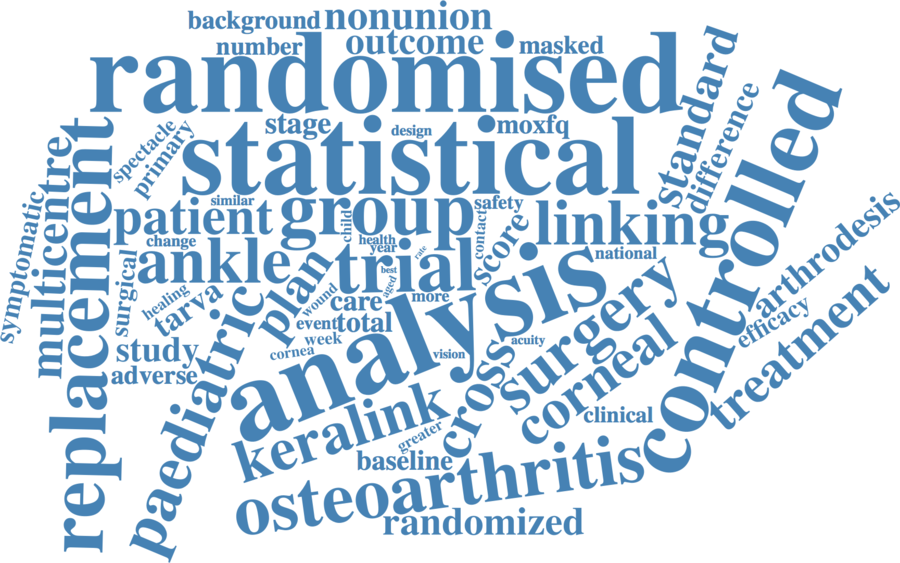 background
nonunion
number
outcome
masked
randomised
standard
controlled
stage
design
moxfq
difference
spectacle
primary
statistical
replacement
multicentre
symptomatic
similar
safety
patient
group
child
contact
score
linking
arthrodesis
change
health
year
rate
national
surgical
ankle
trial
best
aged
healing
tarva
plan
wound
care
more
analysis
surgery
efficacy
treatment
paediatric
event
total
week
cornea
vision
acuity
study
adverse
cross
corneal
keralink
greater
clinical
baseline
osteoarthritis
randomized